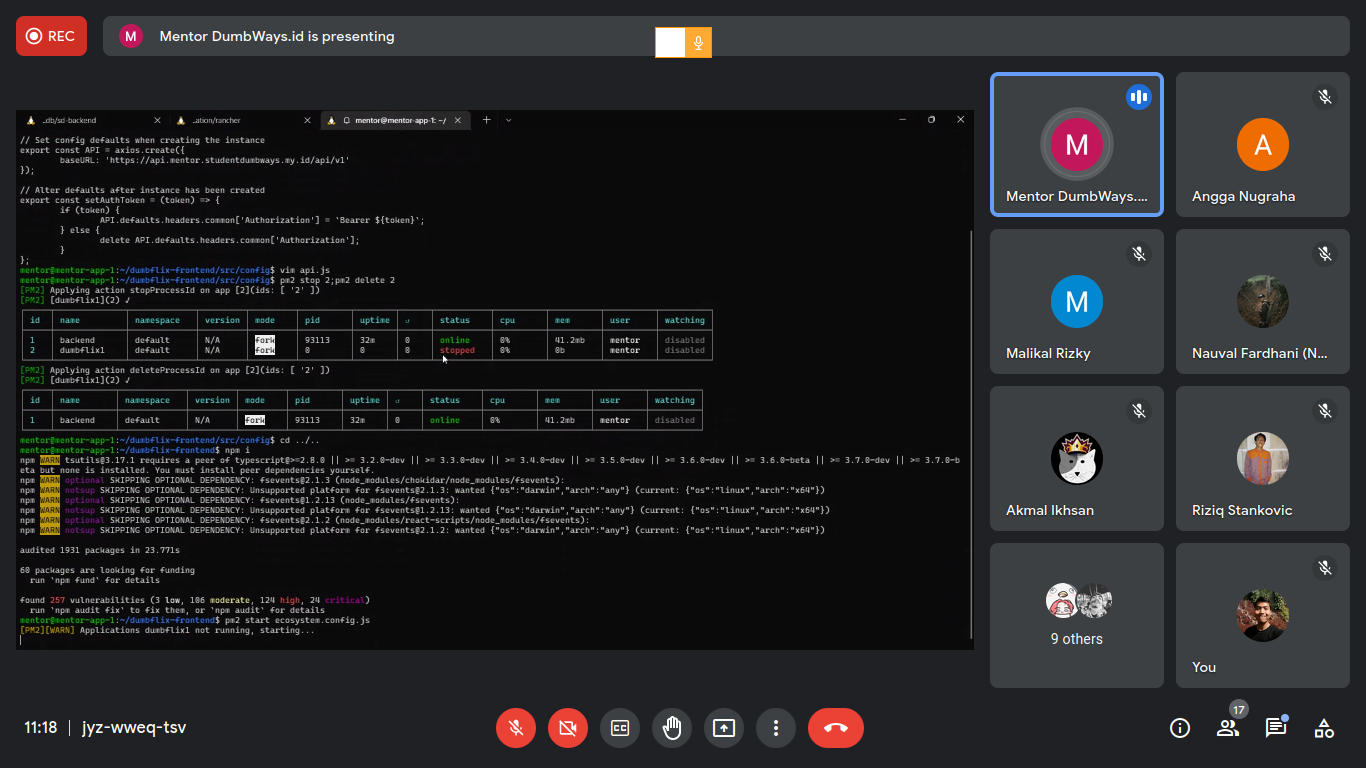 REC
M
Mentor DumbWays.id is presenting
..db/sd-backend
..ation/rancher
mentor@mentor-app-1: ~/
// Set config defaults when creating the instance
export const API = axios.create({
baseURL: 'https://api.mentor.studentdumbways.my.id/api/v1'
});
// Alter defaults after instance has been created
export const setAuthToken = (token) => {
if (token) {
API.defaults.headers.common['Authorization'] = `Bearer ${token}`;
} else {
delete API.defaults.headers.common['Authorization'];
}
};
mentor@mentor-app-1:~/dumbflix-frontend/src/config$ vim api.js
mentor@mentor-app-1:~/dumbflix-frontend/src/config$ pm2 stop 2;pm2 delete 2
[PM2] Applying action stopProcessId on app [2](ids: [ '2' ])
[PM2] [dumbflix1](2) ✓
id name namespace version mode pid uptime ↺ status cpu mem user watching
1 backend default N/A fork 93113 32m 0 online 0% 41.2mb mentor disabled
2 dumbflix1 default N/A fork 0 0 0 stopped 0% 0b mentor disabled
[PM2] Applying action deleteProcessId on app [2](ids: [ '2' ])
[PM2] [dumbflix1](2) ✓
id name namespace version mode pid uptime ↺ status cpu mem user watching
1 backend default N/A fork 93113 32m 0 online 0% 41.2mb mentor disabled
mentor@mentor-app-1:~/dumbflix-frontend/src/config$ cd ../..
mentor@mentor-app-1:~/dumbflix-frontend$ npm i
npm WARN tsutils@3.17.1 requires a peer of typescript@>=2.8.0 || >= 3.2.0-dev || >= 3.3.0-dev || >= 3.4.0-dev || >= 3.5.0-dev || >= 3.6.0-dev || >= 3.6.0-beta || >= 3.7.0-dev || >= 3.7.0-b
eta but none is installed. You must install peer dependencies yourself.
npm WARN optional SKIPPING OPTIONAL DEPENDENCY: fsevents@2.1.3 (node_modules/chokidar/node_modules/fsevents):
npm WARN notsup SKIPPING OPTIONAL DEPENDENCY: Unsupported platform for fsevents@2.1.3: wanted {"os":"darwin","arch":"any"} (current: {"os":"linux","arch":"x64"})
npm WARN optional SKIPPING OPTIONAL DEPENDENCY: fsevents@1.2.13 (node_modules/fsevents):
npm WARN notsup SKIPPING OPTIONAL DEPENDENCY: Unsupported platform for fsevents@1.2.13: wanted {"os":"darwin","arch":"any"} (current: {"os":"linux","arch":"x64"})
npm WARN optional SKIPPING OPTIONAL DEPENDENCY: fsevents@2.1.2 (node_modules/react-scripts/node_modules/fsevents):
npm WARN notsup SKIPPING OPTIONAL DEPENDENCY: Unsupported platform for fsevents@2.1.2: wanted {"os":"darwin","arch":"any"} (current: {"os":"linux","arch":"x64"})
audited 1931 packages in 23.771s
60 packages are looking for funding
run `npm fund` for details
found 257 vulnerabilities (3 low, 106 moderate, 124 high, 24 critical)
run `npm audit fix` to fix them, or `npm audit` for details
mentor@mentor-app-1:~/dumbflix-frontend$ pm2 start ecosystem.config.js
[PM2][WARN] Applications dumbflix1 not running, starting...
M
Mentor DumbWays....
A
Angga Nugraha
M
Malikal Rizky
Nauval Fardhani (N...
Akmal Ikhsan
Riziq Stankovic
9 others
You
11:18 | jyz-wweq-tsv
CC
17